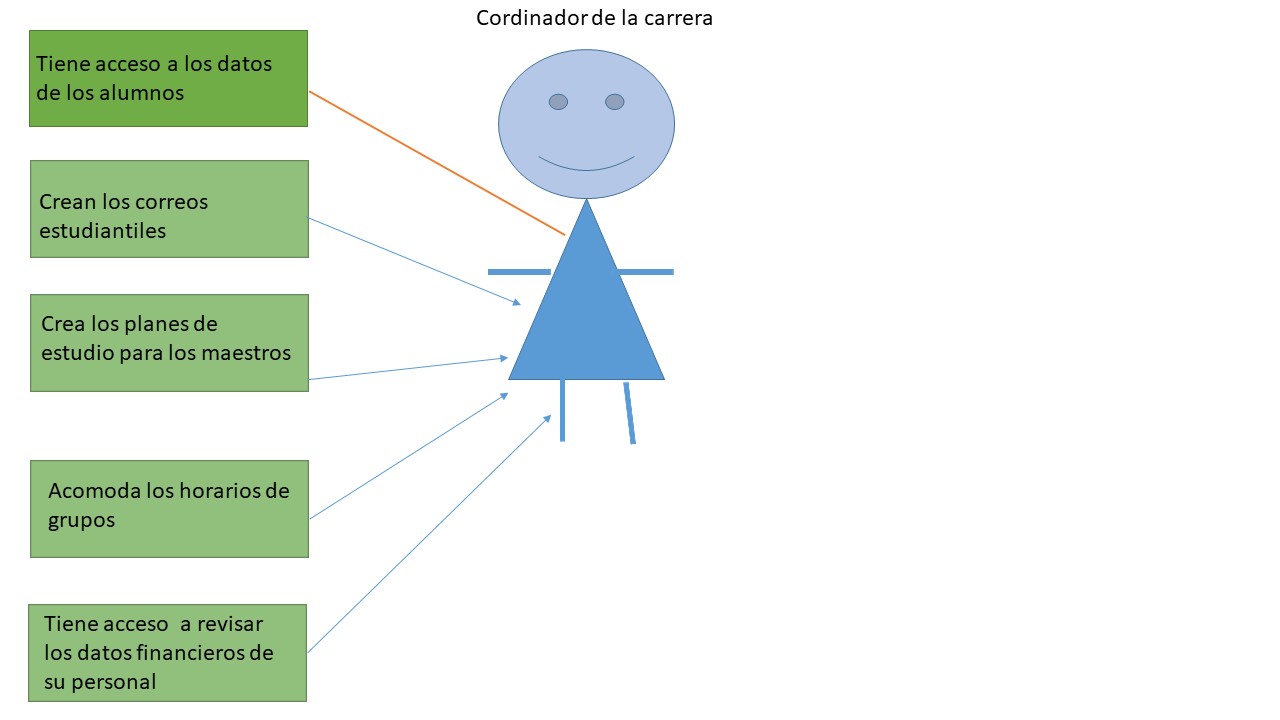 Cordinador de la carrera
Tiene acceso a los datos
de los alumnos
Crean los correos
estudiantiles
Crea los planes de
estudio para los maestros
Acomoda los horarios de
grupos
Tiene acceso  a revisar
los datos financieros de
su personal